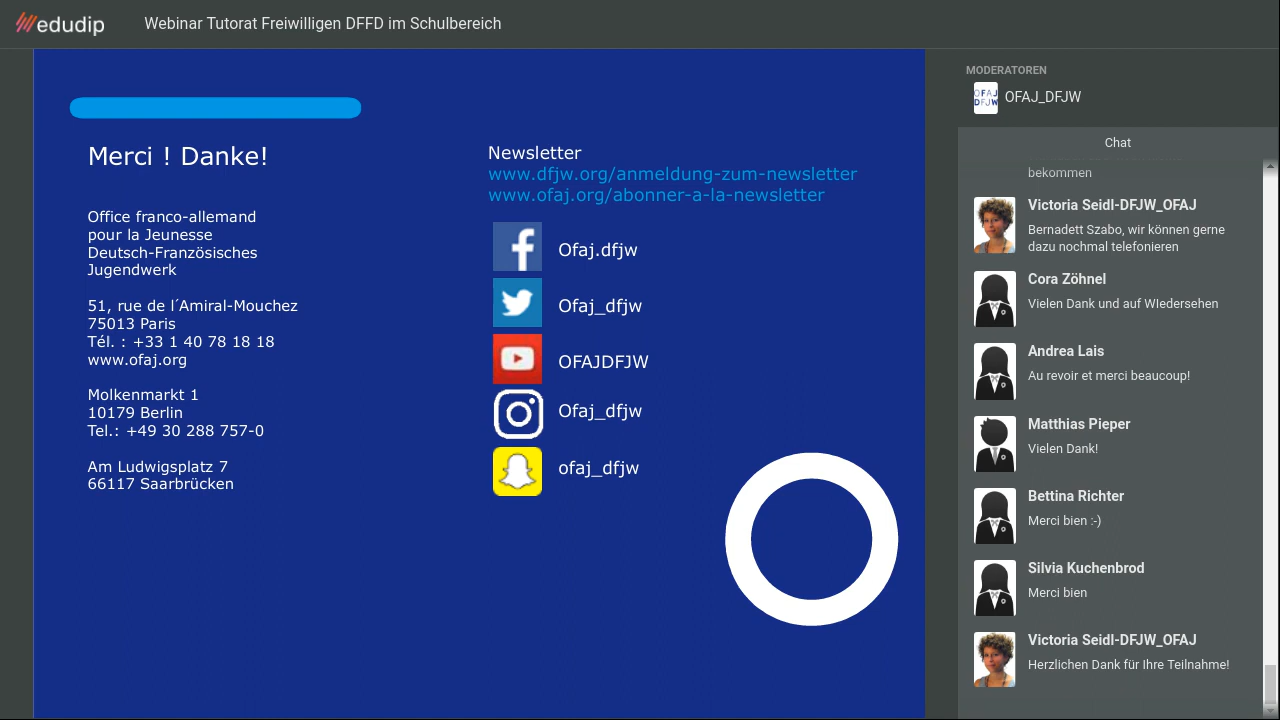 edudip
Webinar Tutorat Freiwilligen DFFD im Schulbereich
Merci ! Danke!
Office franco-allemand
pour la Jeunesse
Deutsch-Französisches
Jugendwerk
51, rue de l´Amiral-Mouchez
75013 Paris
Tél. : +33 1 40 78 18 18
www.ofaj.org
Molkenmarkt 1
10179 Berlin
Tel.: +49 30 288 757-0
Am Ludwigsplatz 7
66117 Saarbrücken
Newsletter
www.dfjw.org/anmeldung-zum-newsletter
www.ofaj.org/abonner-a-la-newsletter
Ofaj.dfjw
Ofaj_dfjw
OFAJDFJW
Ofaj_dfjw
ofaj_dfjw
MODERATOREN
OFAJ
DFJW
OFAJ_DFJW
Chat
bekommen
Victoria Seidl-DFJW_OFAJ
Bernadett Szabo, wir können gerne
dazu nochmal telefonieren
Cora Zöhnel
Vielen Dank und auf WIedersehen
Andrea Lais
Au revoir et merci beaucoup!
Matthias Pieper
Vielen Dank!
Bettina Richter
Merci bien :-)
Silvia Kuchenbrod
Merci bien
Victoria Seidl-DFJW_OFAJ
Herzlichen Dank für Ihre Teilnahme!